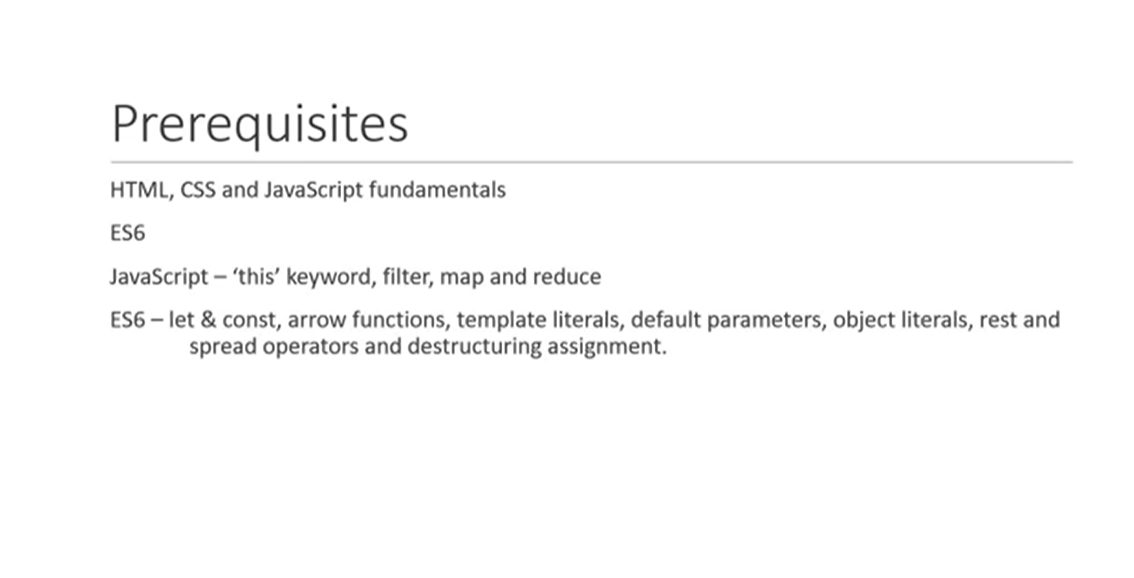 Prerequisites
HTML, CSS and JavaScript fundamentals
ES6
JavaScript – ‘this’ keyword, filter, map and reduce
ES6 – let & const, arrow functions, template literals, default parameters, object literals, rest and
spread operators and destructuring assignment.